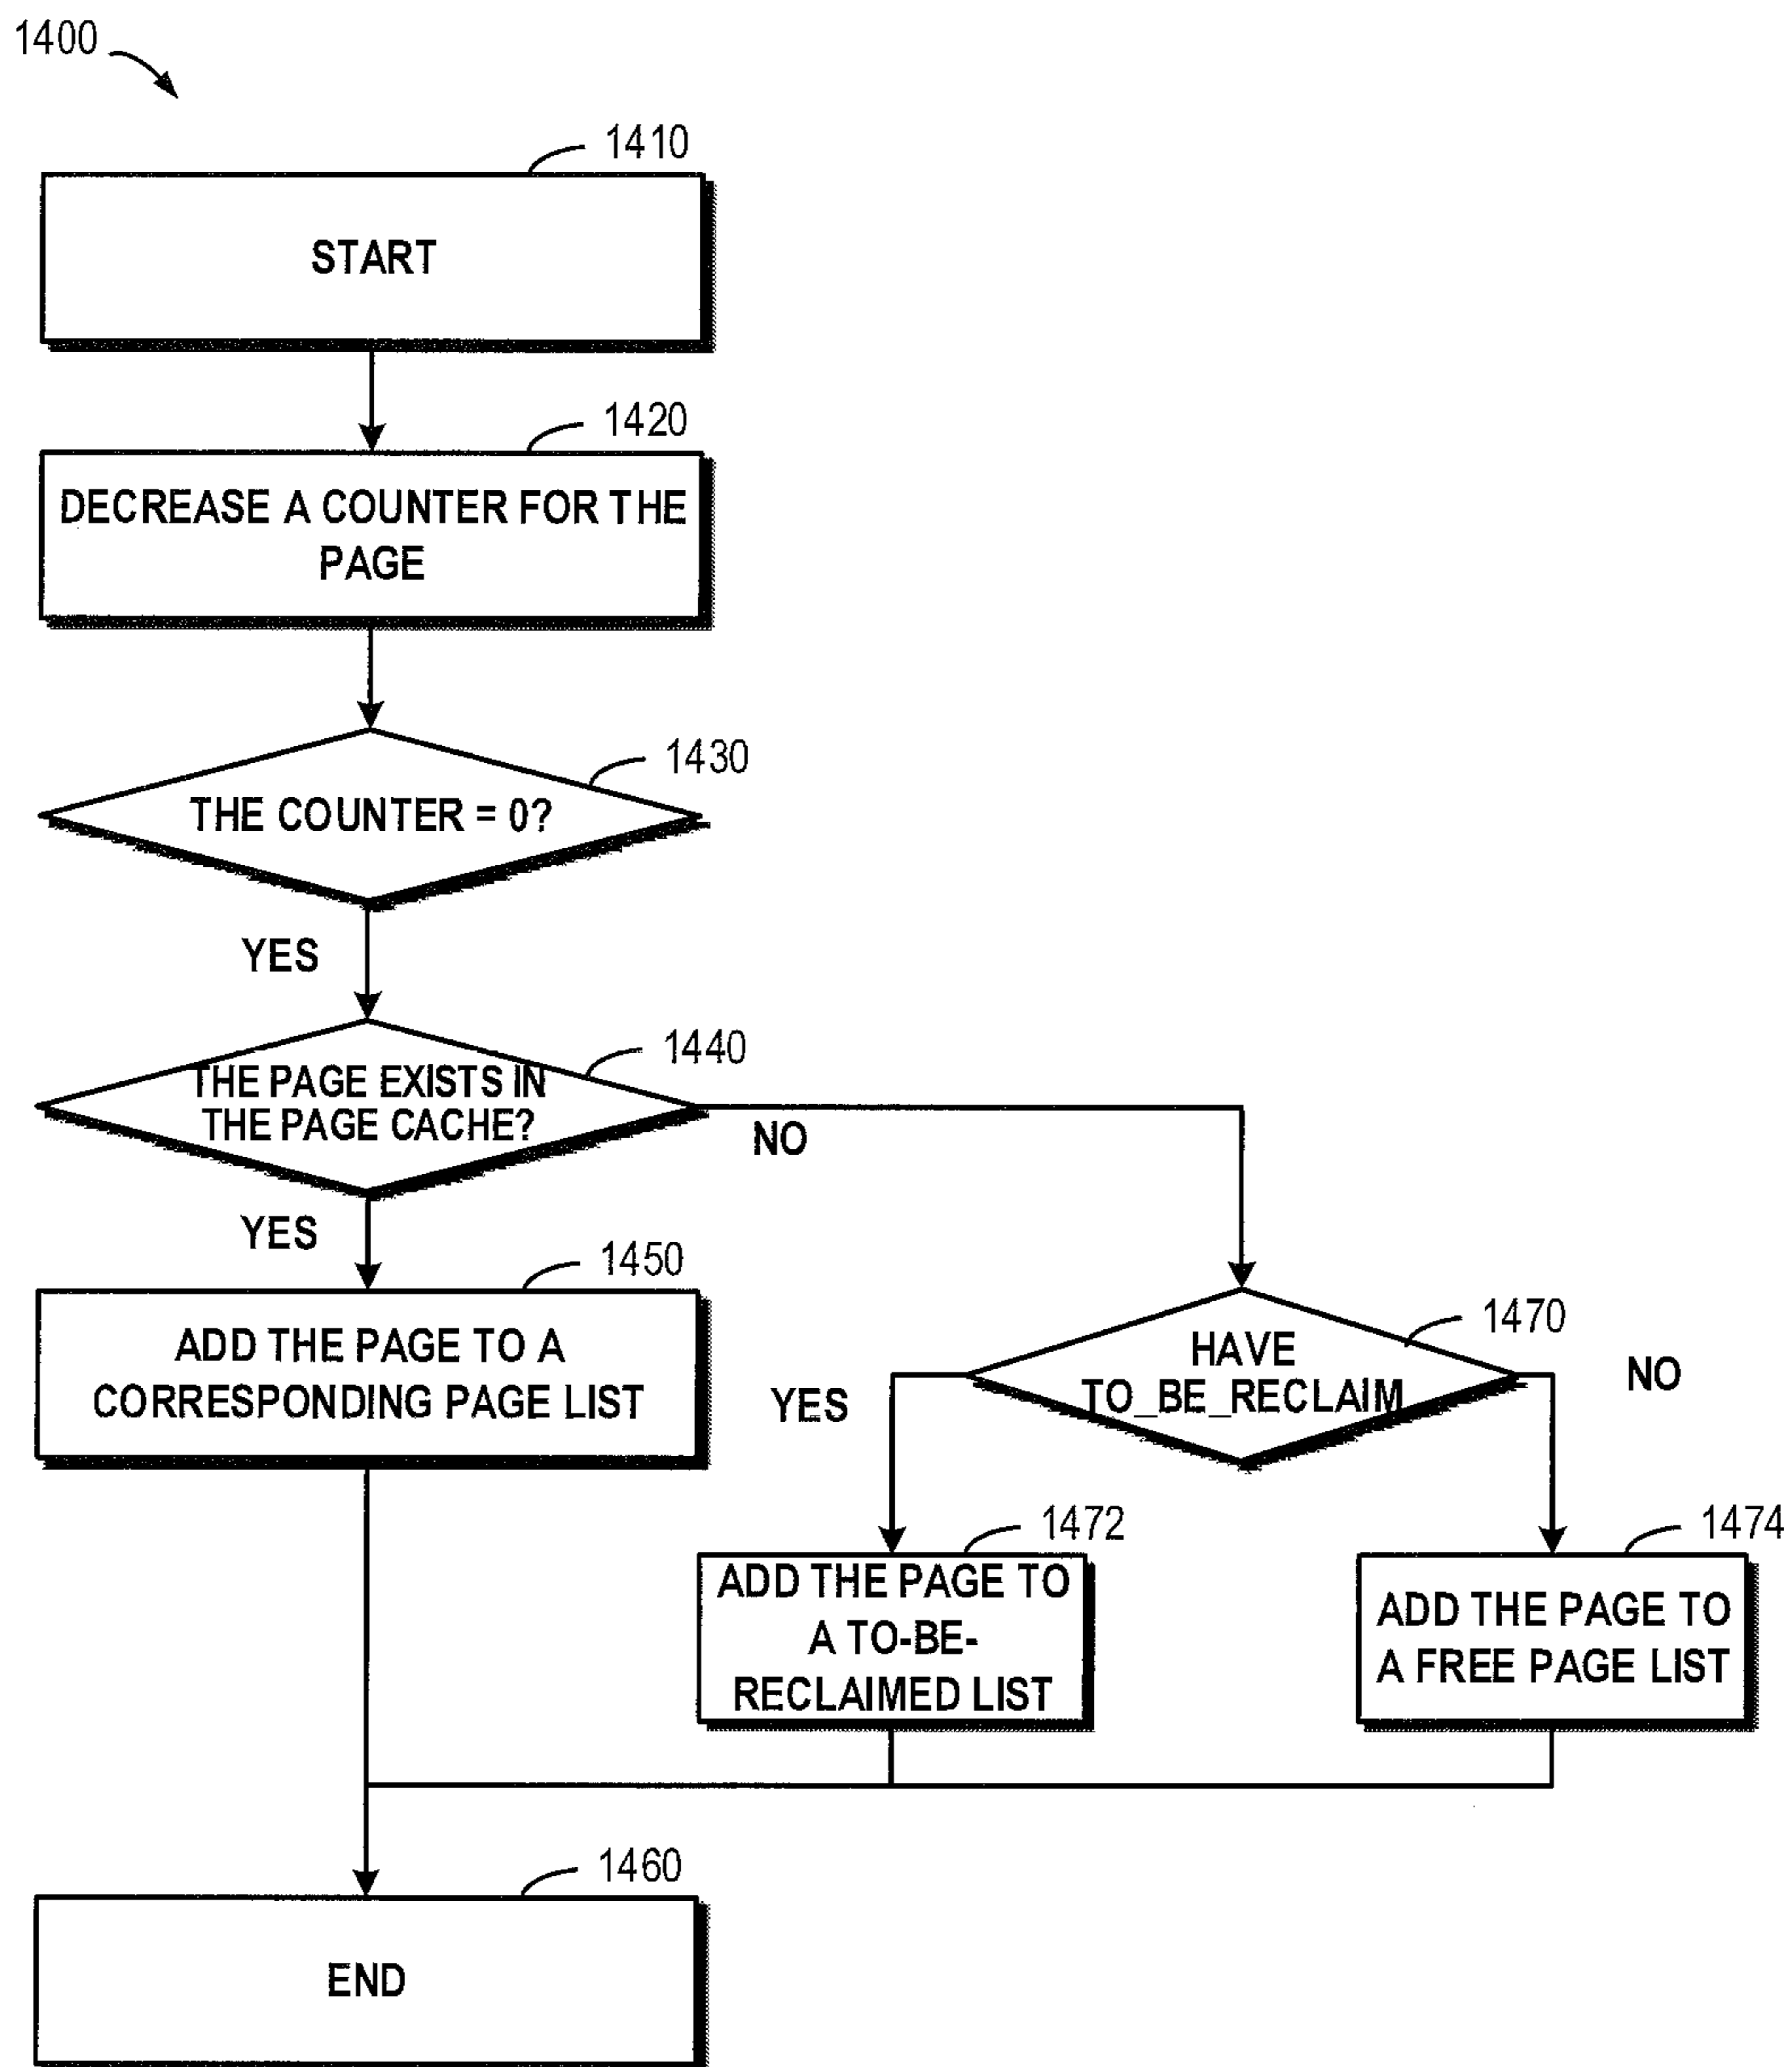 1400
1410
START
1420
DECREASE A COUNTER FOR THE
PAGE
1430
THE COUNTER = 0?
YES
1440
THE PAGE EXISTS IN
THE PAGE CACHE?
NO
YES
1450
ADD THE PAGE TO A
CORRESPONDING PAGE LIST
1470
HAVE
TO_BE_RECLAIM
YES
NO
1472
ADD THE PAGE TO
A TO-BE-
RECLAIMED LIST
1474
ADD THE PAGE TO
A FREE PAGE LIST
1460
END